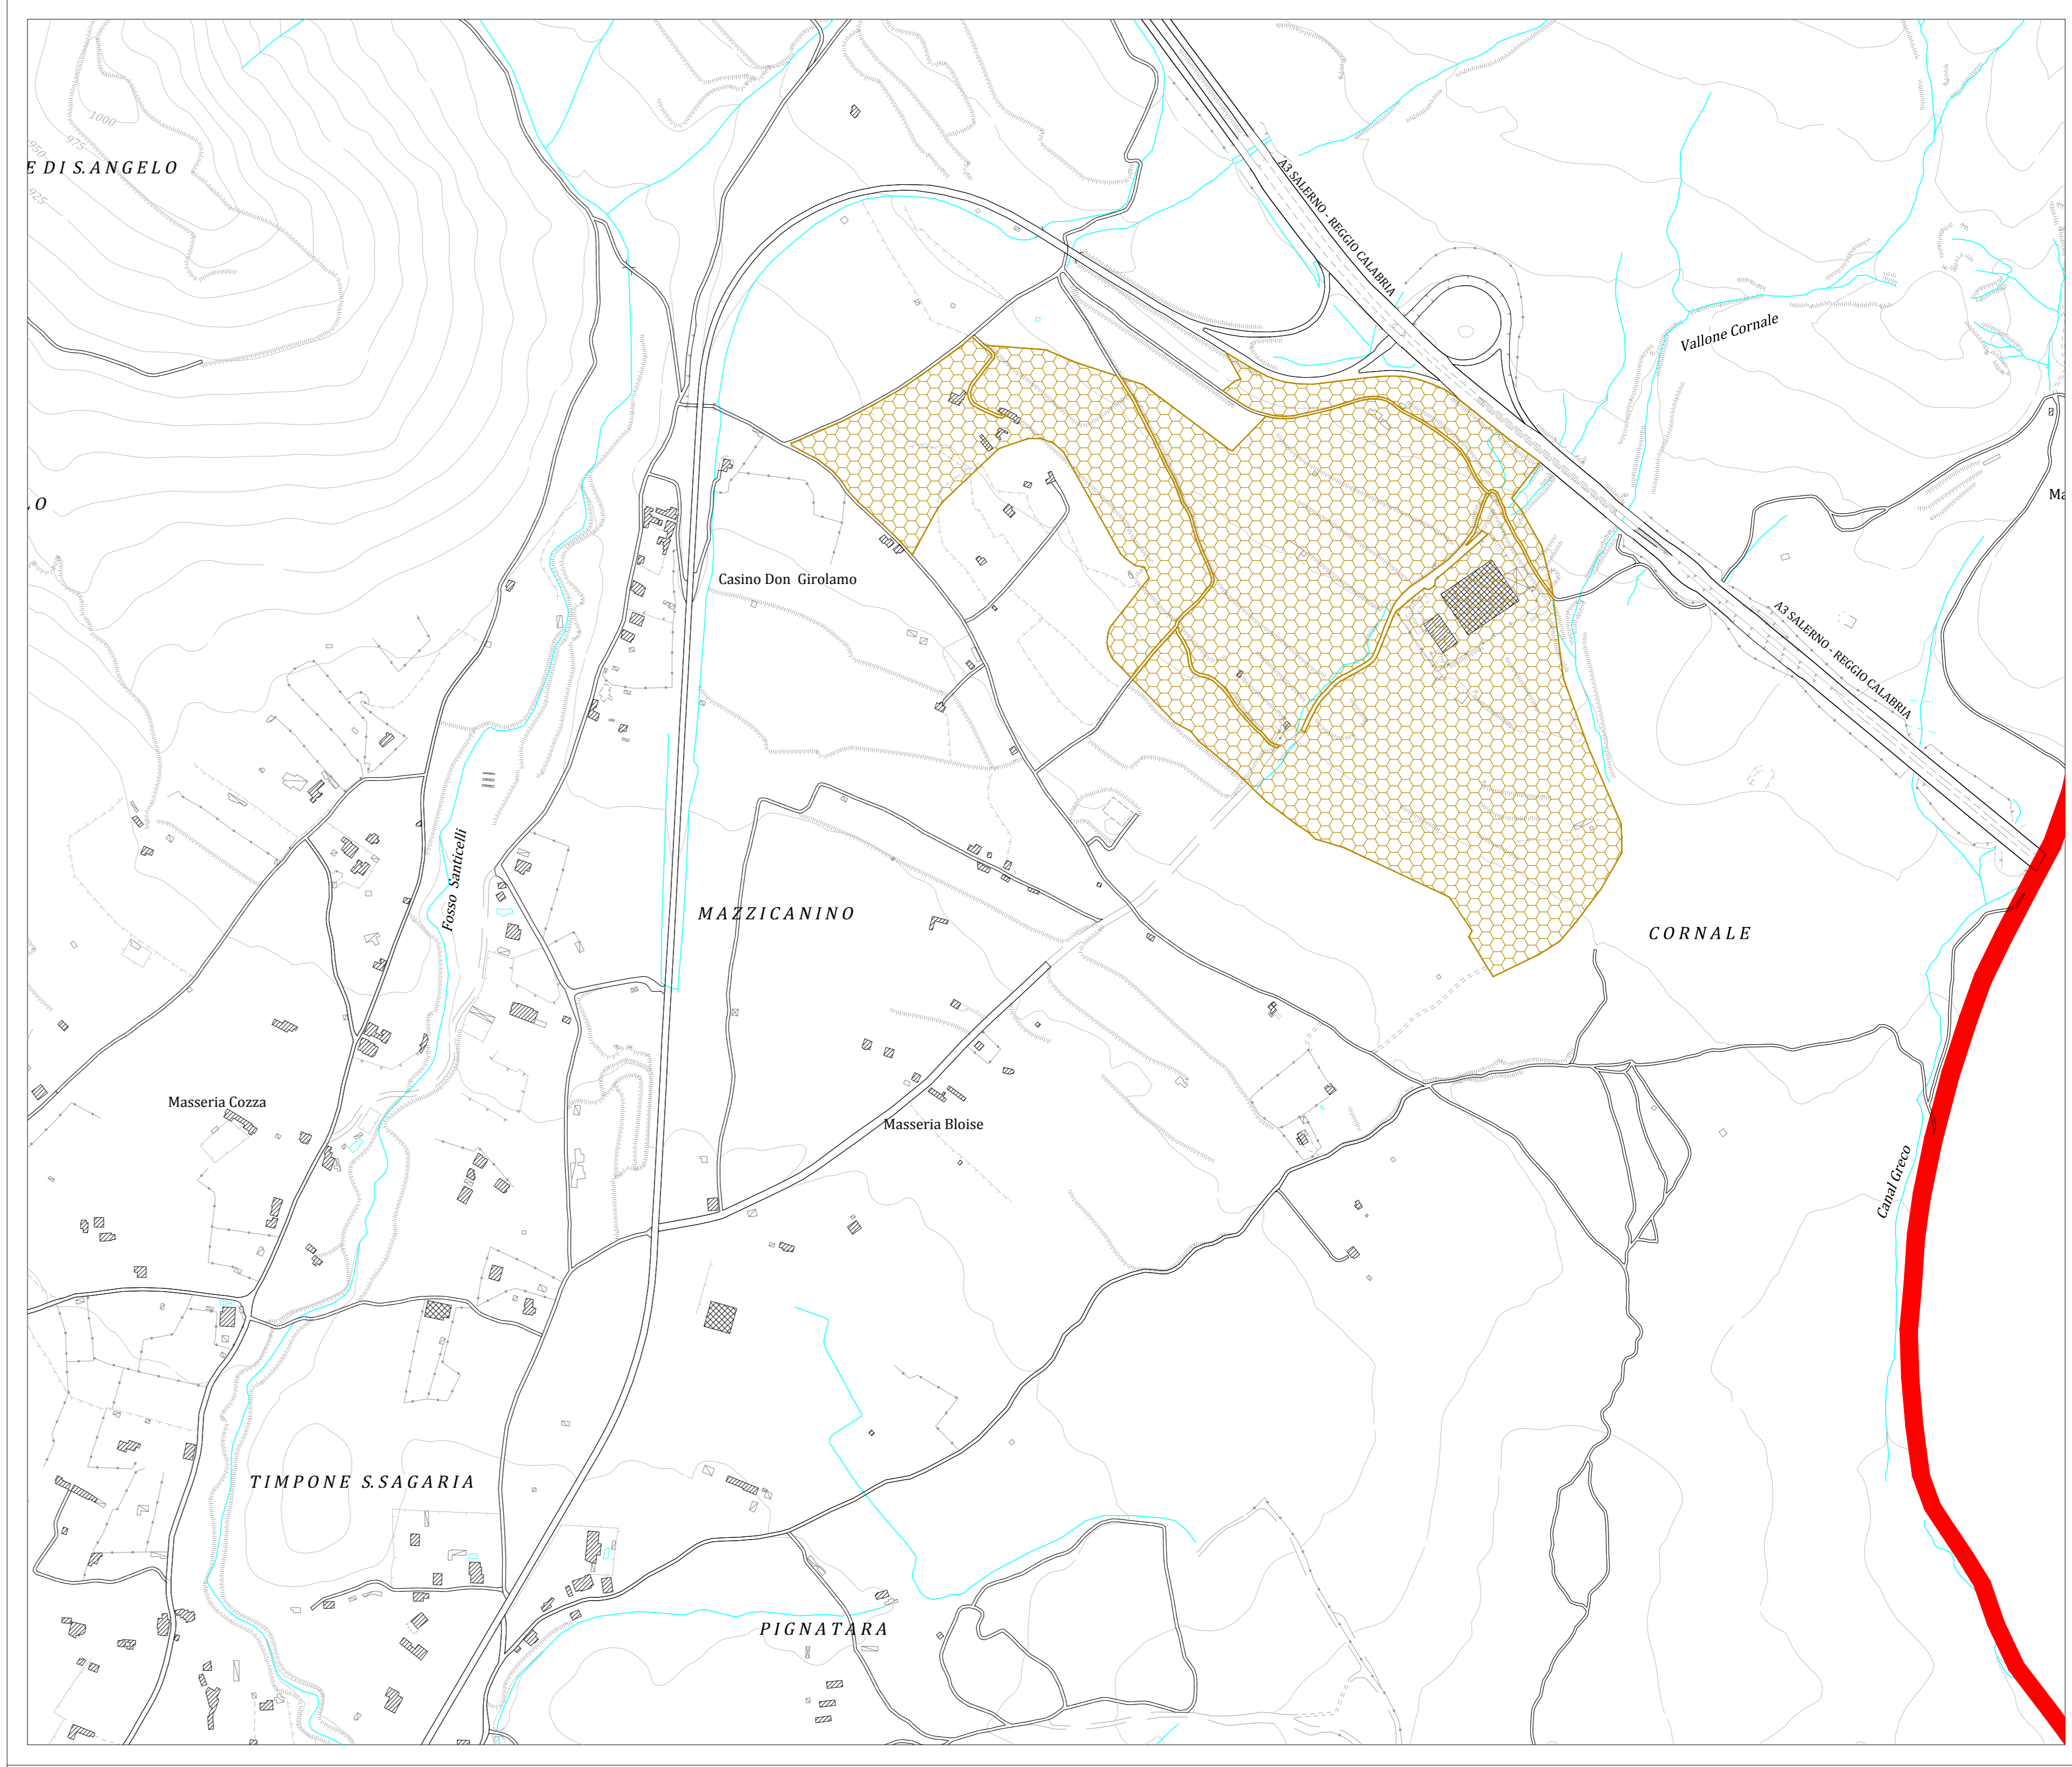 1000
975
950
E DI S. ANGELO
925
A3 SALERNO - REGGIO CALABRIA
Vallone Cornale
LO
Ma
Casino Don Girolamo
A3 SALERNO - REGGIO CALABRIA
Fosso Santicelli
MAZZICANINO
CORNALE
Masseria Cozza
Masseria Bloise
Canal Greco
TIMPONE S. SAGARIA
PIGNATARA